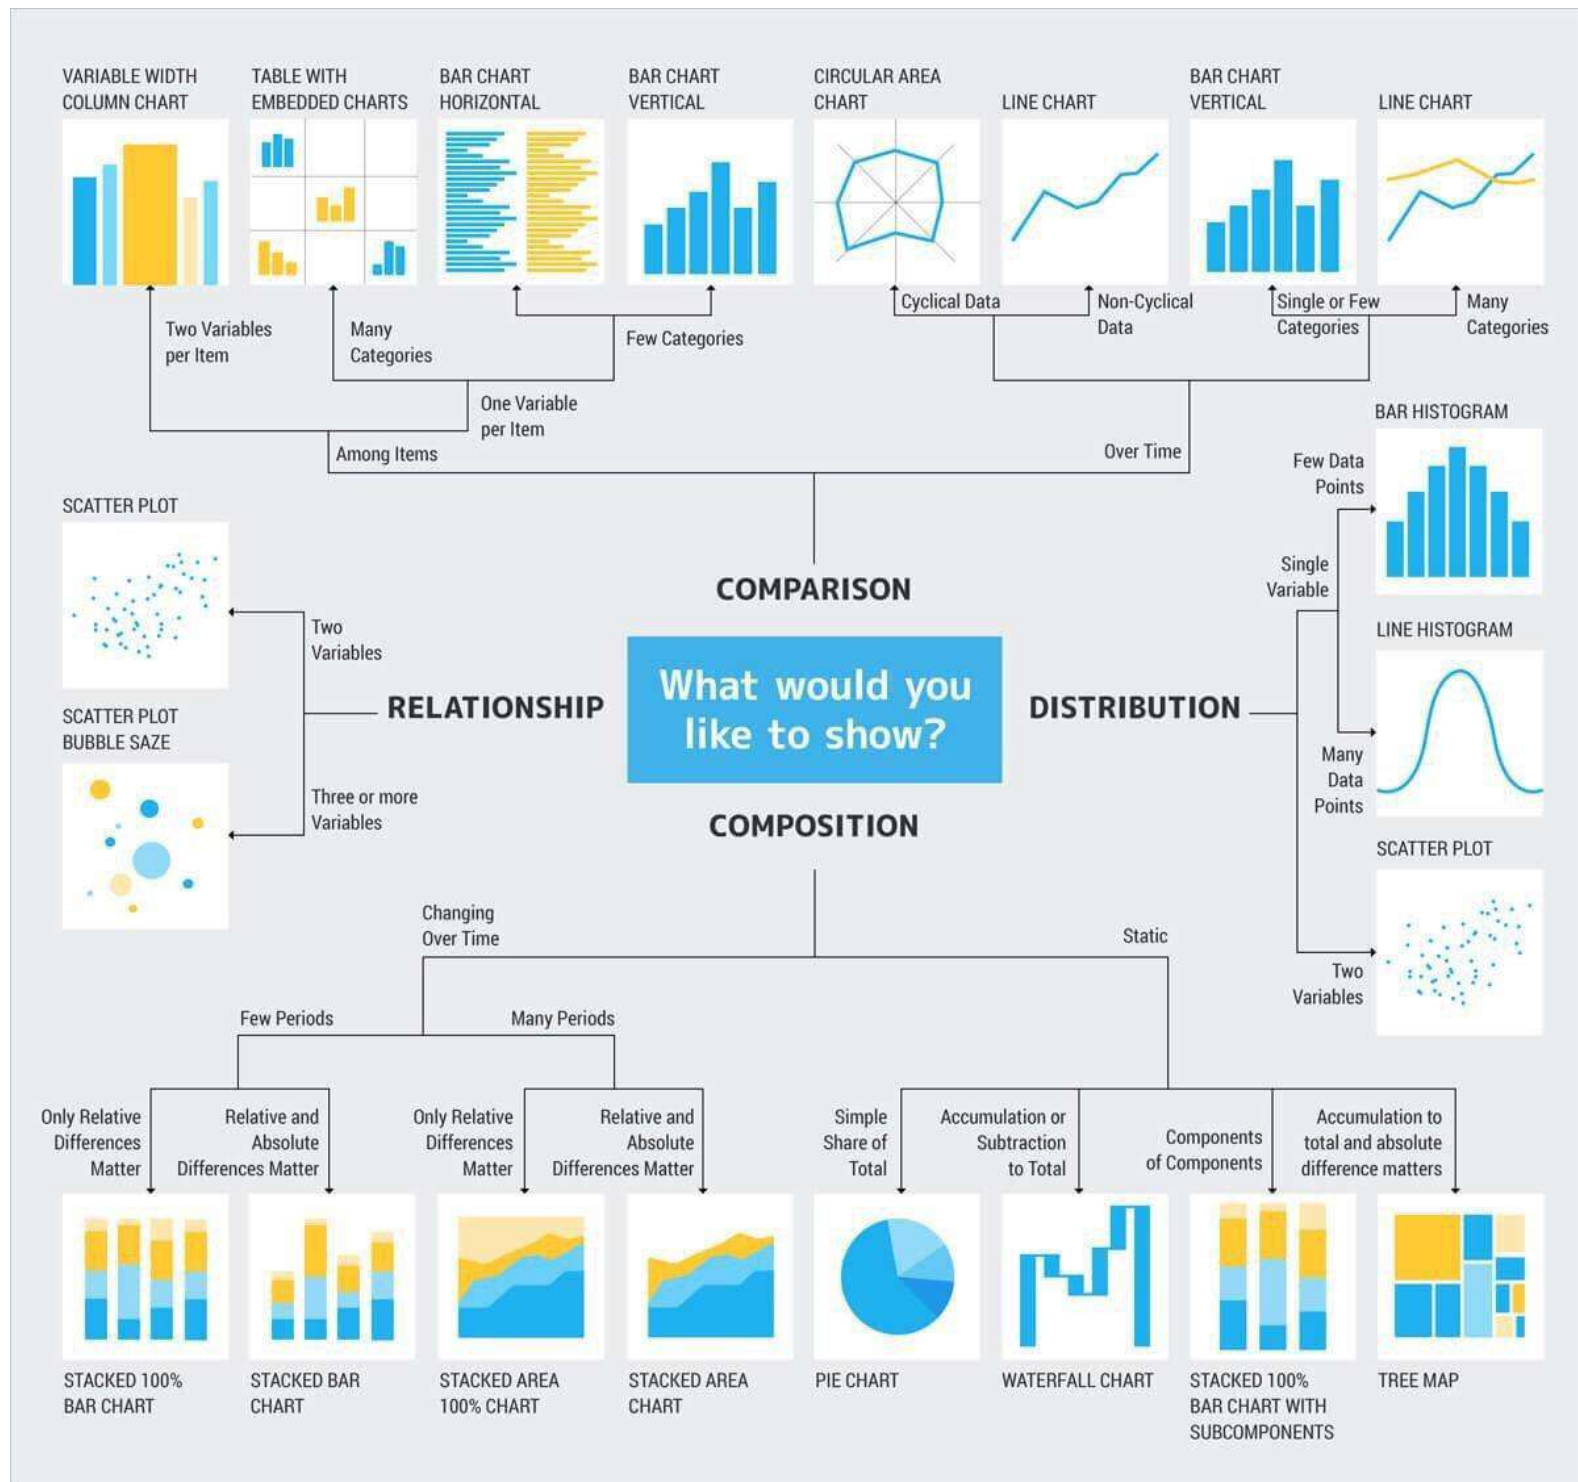 VARIABLE WIDTH
COLUMN CHART
TABLE WITH
EMBEDDED CHARTS
BAR CHART
HORIZONTAL
BAR CHART
VERTICAL
CIRCULAR AREA
CHART
LINE CHART
BAR CHART
VERTICAL
LINE CHART
Two Variables
per Item
Many
Categories
Few Categories
Cyclical Data
Non-Cyclical
Data
Single or Few
Categories
Many
Categories
One Variable
per Item
Among Items
Over Time
BAR HISTOGRAM
Few Data
Points
Single
Variable
LINE HISTOGRAM
Many
Data
Points
SCATTER PLOT
Two
Variables
SCATTER PLOT
Two
Variables
SCATTER PLOT
BUBBLE SAZE
Three or more
Variables
COMPARISON
RELATIONSHIP
What would you
like to show?
DISTRIBUTION
COMPOSITION
Changing
Over Time
Static
Few Periods
Many Periods
Only Relative
Differences
Matter
Relative and
Absolute
Differences Matter
Only Relative
Differences
Matter
Relative and
Absolute
Differences Matter
Simple
Share of
Total
Accumulation or
Subtraction
to Total
Components
of Components
Accumulation to
total and absolute
difference matters
STACKED 100%
BAR CHART
STACKED BAR
CHART
STACKED AREA
100% CHART
STACKED AREA
CHART
PIE CHART
WATERFALL CHART
STACKED 100%
BAR CHART WITH
SUBCOMPONENTS
TREE MAP